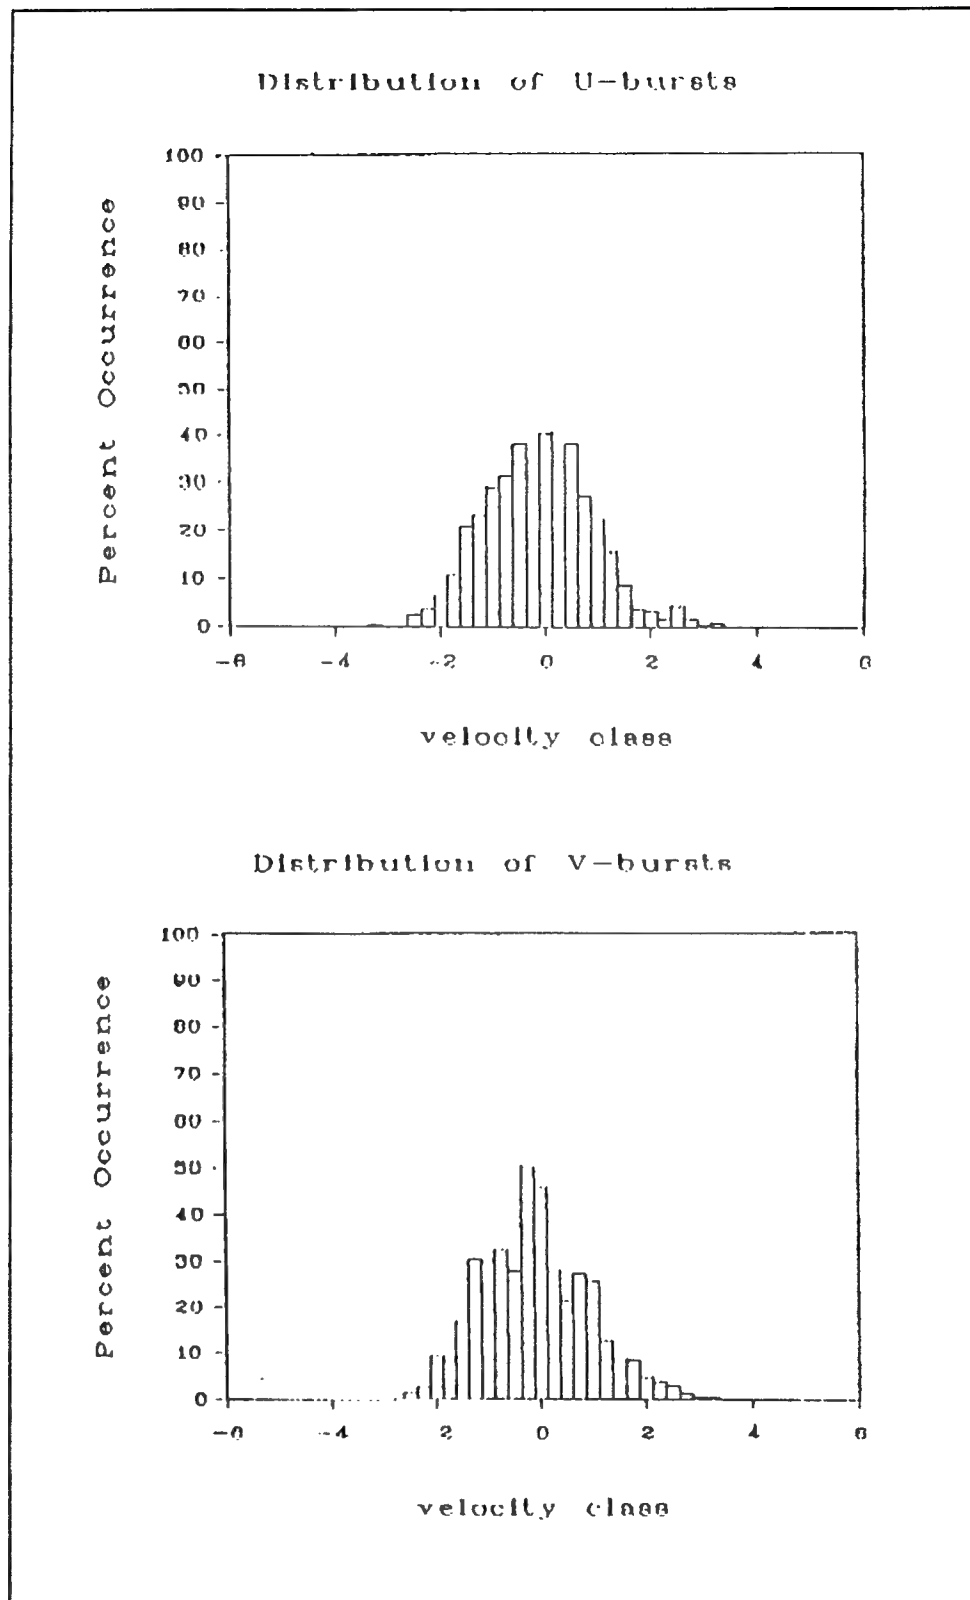 Distribution of U-bursts
100
90
80
70
60
50
40
30
20
10
0
-6 -4 -2 0 2 4 6
Percent Occurrence
velocity class
Distribution of V-bursts
100
90
80
70
60
50
40
30
20
10
0
-6 -4 2 0 2 4 6
Percent Occurrence
velocity class